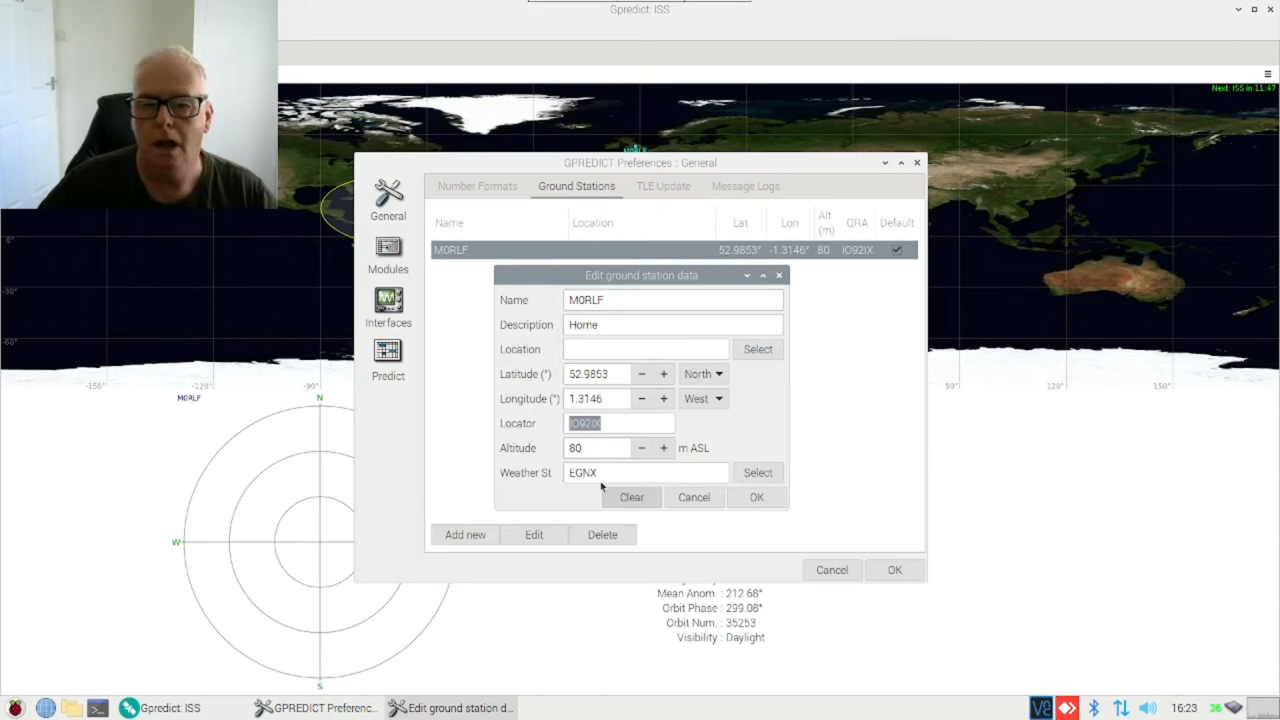 Gpredict: ISS
Next: ISS in 11:47
M0RLF
GPREDICT Preferences :: General
General
Modules
Interfaces
Predict
Number Formats
Ground Stations
TLE Update
Message Logs
Name Location Lat Lon Alt (m) QRA Default
M0RLF 52.9853° -1.3146° 80 IO92IX
Edit ground station data
Name M0RLF
Description Home
Location Select
Latitude (°) 52.9853 − + North
Longitude (°) 1.3146 − + West
Locator IO92IX
Altitude 80 − + m ASL
Weather St EGNX Select
Clear Cancel OK
Add new Edit Delete
Cancel OK
0°
-30°
-60°
-150° -120° -90° 90° 120° 150°
M0RLF
N
W
S
Mean Anom. : 212.68°
Orbit Phase : 299.08°
Orbit Num. : 35253
Visibility : Daylight
Gpredict: ISS
GPREDICT Preferenc...
Edit ground station d...
16:23
36